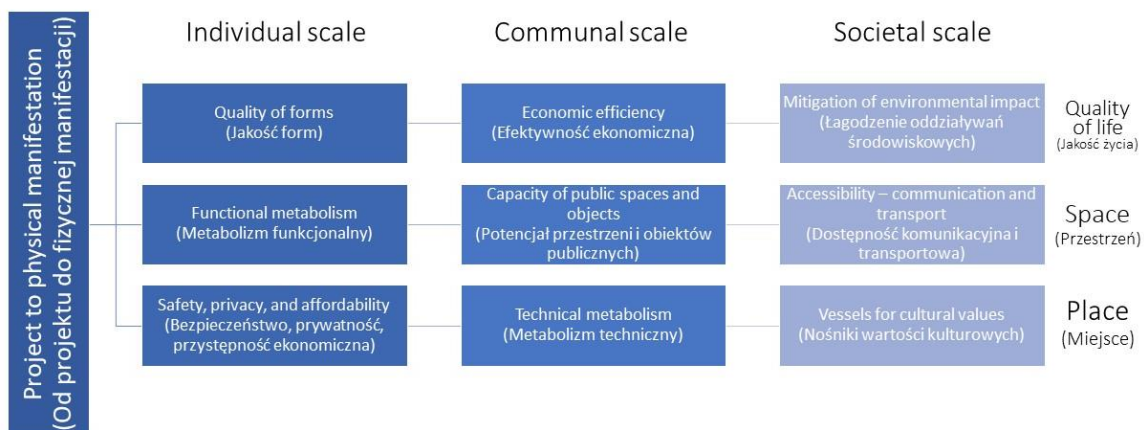 Project to physical manifestation
(Od projektu do fizycznej manifestacji)
Individual scale
Communal scale
Societal scale
Quality of forms
(Jakość form)
Economic efficiency
(Efektywność ekonomiczna)
Mitigation of environmental impact
(Łagodzenie oddziaływań
środowiskowych)
Quality
of life
(Jakość życia)
Functional metabolism
(Metabolizm funkcjonalny)
Capacity of public spaces and
objects
(Potencjał przestrzeni i obiektów
publicznych)
Accessibility – communication and
transport
(Dostępność komunikacyjna i
transportowa)
Space
(Przestrzeń)
Safety, privacy, and affordability
(Bezpieczeństwo, prywatność,
przystępność ekonomiczna)
Technical metabolism
(Metabolizm techniczny)
Vessels for cultural values
(Nośniki wartości kulturowych)
Place
(Miejsce)